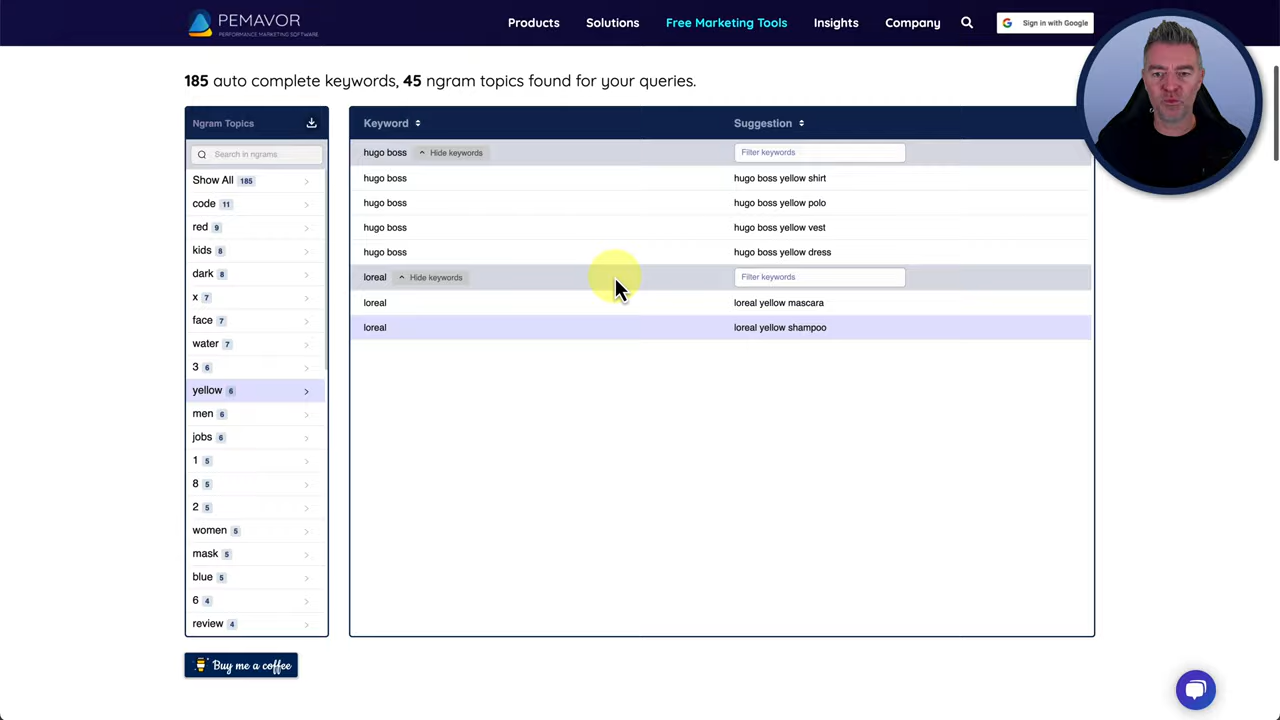 PEMAVOR
PERFORMANCE MARKETING SOFTWARE
Products
Solutions
Free Marketing Tools
Insights
Company
Sign in with Google
185 auto complete keywords, 45 ngram topics found for your queries.
Ngram Topics
Search in ngrams
Show All 185
code 11
red 9
kids 8
dark 8
x 7
face 7
water 7
3 6
yellow 6
men 6
jobs 6
1 5
8 5
2 5
women 5
mask 5
blue 5
6 4
review 4
Keyword Suggestion
hugo boss Hide keywords Filter keywords
hugo boss hugo boss yellow shirt
hugo boss hugo boss yellow polo
hugo boss hugo boss yellow vest
hugo boss hugo boss yellow dress
loreal Hide keywords Filter keywords
loreal loreal yellow mascara
loreal loreal yellow shampoo
Buy me a coffee